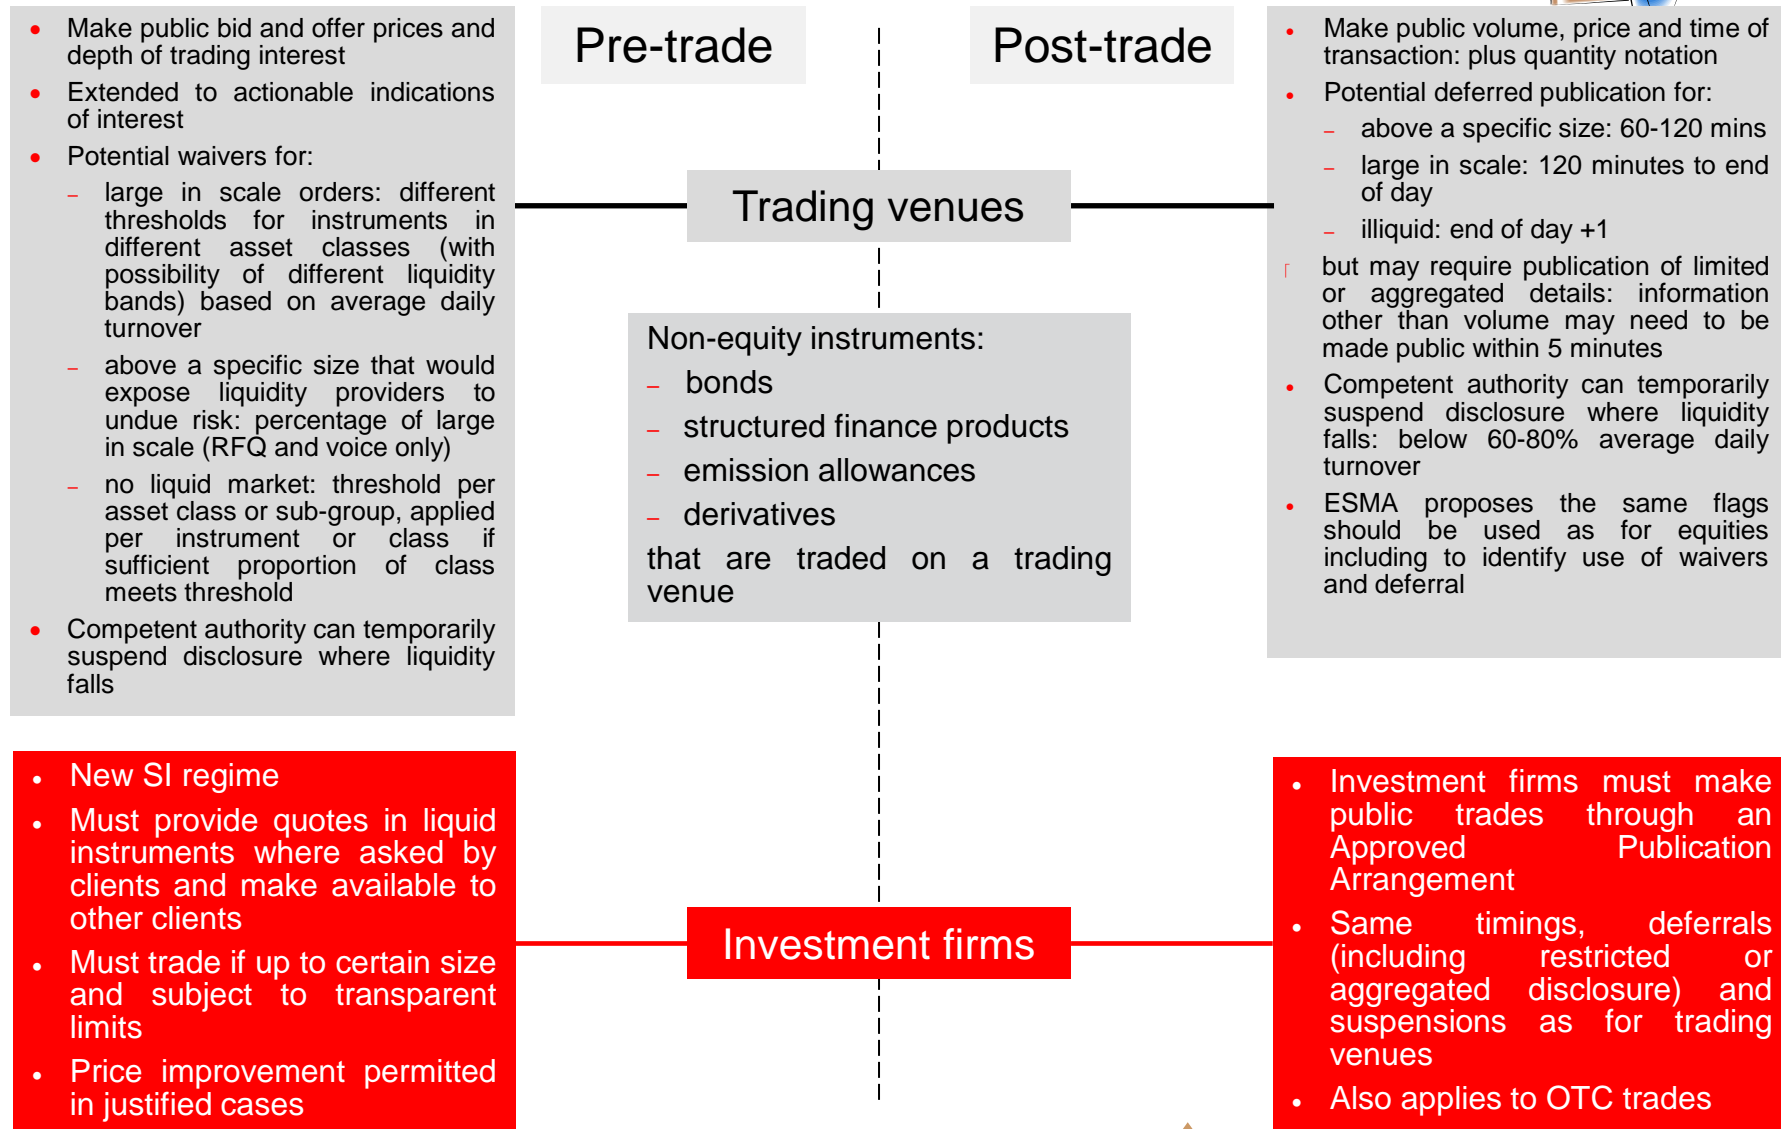 Pre-trade
Post-trade
• Make public bid and offer prices and
depth of trading interest
• Extended to actionable indications
of interest
• Potential waivers for:
– large in scale orders: different
thresholds for instruments in
different asset classes (with
possibility of different liquidity
bands) based on average daily
turnover
– above a specific size that would
expose liquidity providers to
undue risk: percentage of large
in scale (RFQ and voice only)
– no liquid market: threshold per
asset class or sub-group, applied
per instrument or class if
sufficient proportion of class
meets threshold
• Competent authority can temporarily
suspend disclosure where liquidity
falls
Trading venues
Non-equity instruments:
– bonds
– structured finance products
– emission allowances
– derivatives
that are traded on a trading
venue
• Make public volume, price and time of
transaction: plus quantity notation
• Potential deferred publication for:
– above a specific size: 60-120 mins
– large in scale: 120 minutes to end
of day
– illiquid: end of day +1
but may require publication of limited
or aggregated details: information
other than volume may need to be
made public within 5 minutes
• Competent authority can temporarily
suspend disclosure where liquidity
falls: below 60-80% average daily
turnover
• ESMA proposes the same flags
should be used as for equities
including to identify use of waivers
and deferral
• New SI regime
• Must provide quotes in liquid
instruments where asked by
clients and make available to
other clients
• Must trade if up to certain size
and subject to transparent
limits
• Price improvement permitted
in justified cases
Investment firms
• Investment firms must make
public trades through an
Approved Publication
Arrangement
• Same timings, deferrals
(including restricted or
aggregated disclosure) and
suspensions as for trading
venues
• Also applies to OTC trades